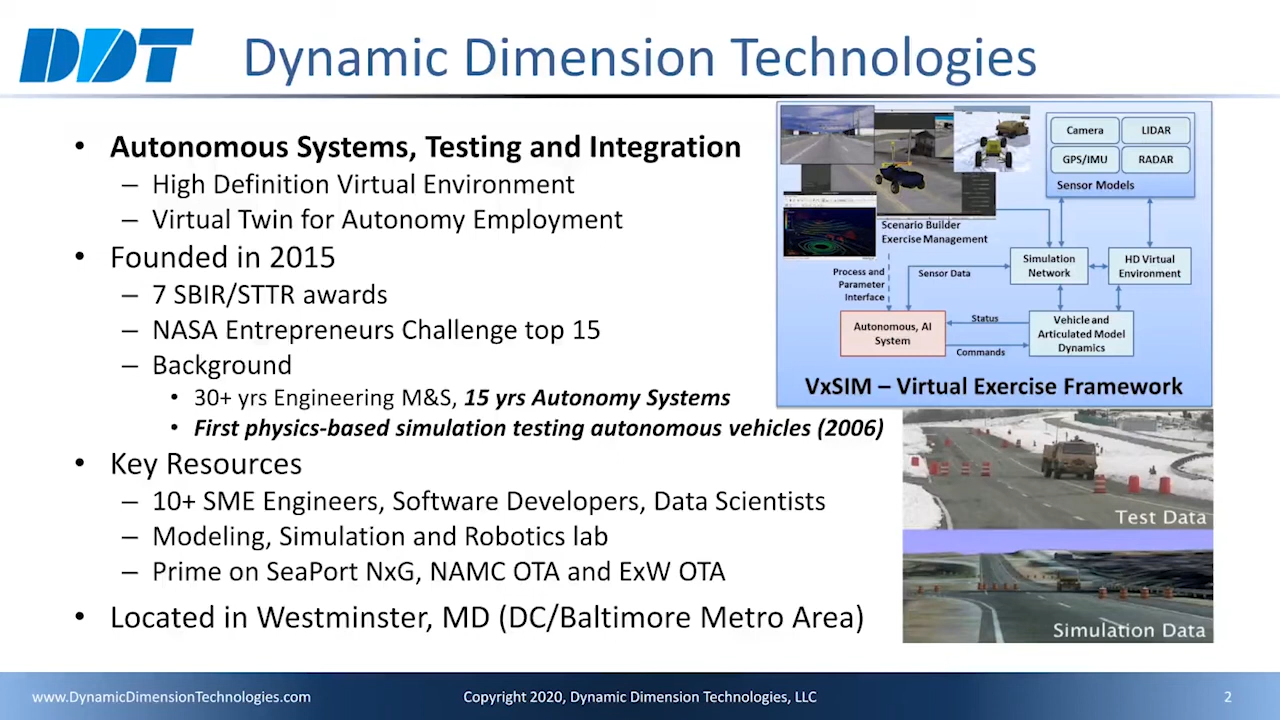 DDT
Dynamic Dimension Technologies
• Autonomous Systems, Testing and Integration
– High Definition Virtual Environment
– Virtual Twin for Autonomy Employment
• Founded in 2015
– 7 SBIR/STTR awards
– NASA Entrepreneurs Challenge top 15
– Background
• 30+ yrs Engineering M&S, 15 yrs Autonomy Systems
• First physics-based simulation testing autonomous vehicles (2006)
• Key Resources
– 10+ SME Engineers, Software Developers, Data Scientists
– Modeling, Simulation and Robotics lab
– Prime on SeaPort NxG, NAMC OTA and ExW OTA
• Located in Westminster, MD (DC/Baltimore Metro Area)
Camera
LIDAR
GPS/IMU
RADAR
Sensor Models
Scenario Builder
Exercise Management
Process and
Parameter
Interface
Sensor Data
Simulation
Network
HD Virtual
Environment
Autonomous, AI
System
Status
Commands
Vehicle and
Articulated Model
Dynamics
VxSIM – Virtual Exercise Framework
Test Data
Simulation Data
www.DynamicDimensionTechnologies.com
Copyright 2020, Dynamic Dimension Technologies, LLC
2